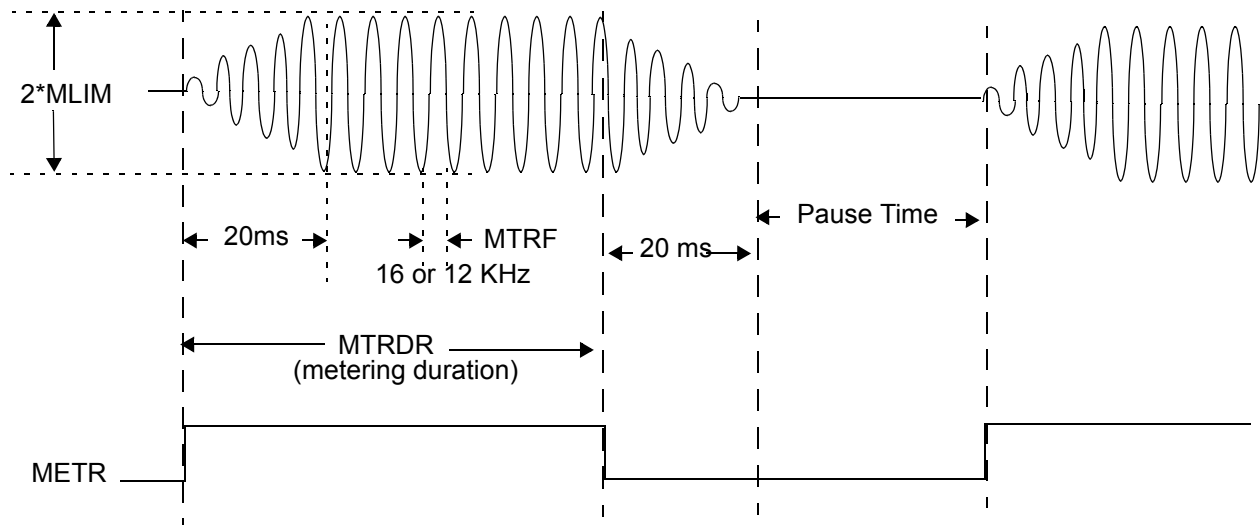 2*MLIM
20ms
MTRF
16 or 12 KHz
20 ms
Pause Time
MTRDR
(metering duration)
METR